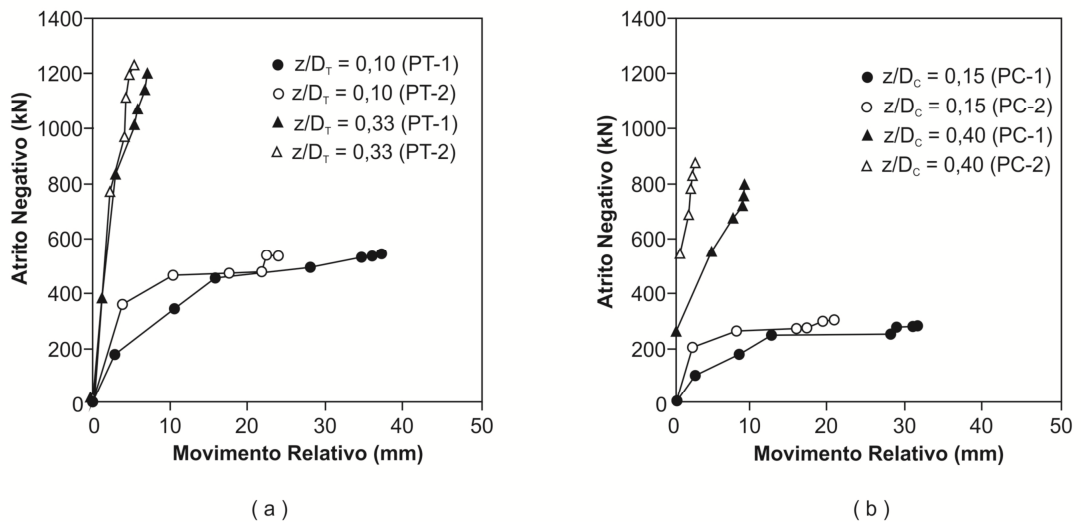 1400
1200
1000
800
600
400
200
0
Atrito Negativo (kN)
z/D_T = 0,10 (PT-1)
z/D_T = 0,10 (PT-2)
z/D_T = 0,33 (PT-1)
z/D_T = 0,33 (PT-2)
0 10 20 30 40 50
Movimento Relativo (mm)
( a )
1400
1200
1000
800
600
400
200
0
Atrito Negativo (kN)
z/D_C = 0,15 (PC-1)
z/D_C = 0,15 (PC-2)
z/D_C = 0,40 (PC-1)
z/D_C = 0,40 (PC-2)
0 10 20 30 40 50
Movimento Relativo (mm)
( b )